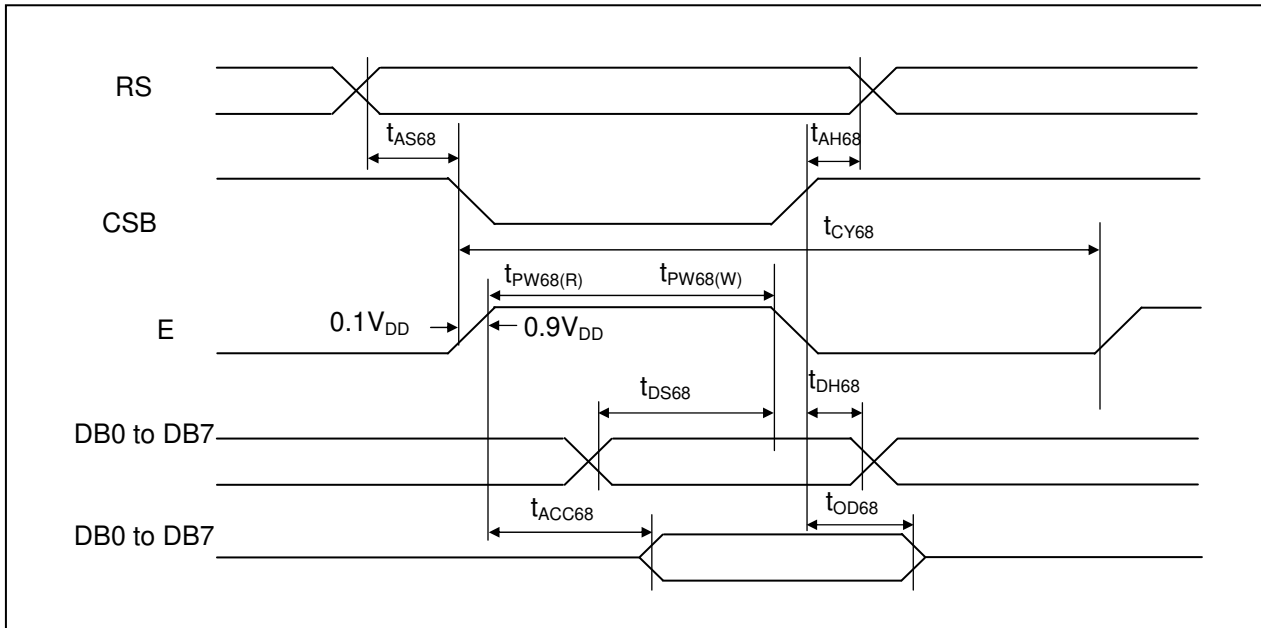 RS
tAS68
tAH68
CSB
tCY68
tPW68(R) tPW68(W)
E
0.1VDD
0.9VDD
tDS68
tDH68
DB0 to DB7
tACC68
tOD68
DB0 to DB7